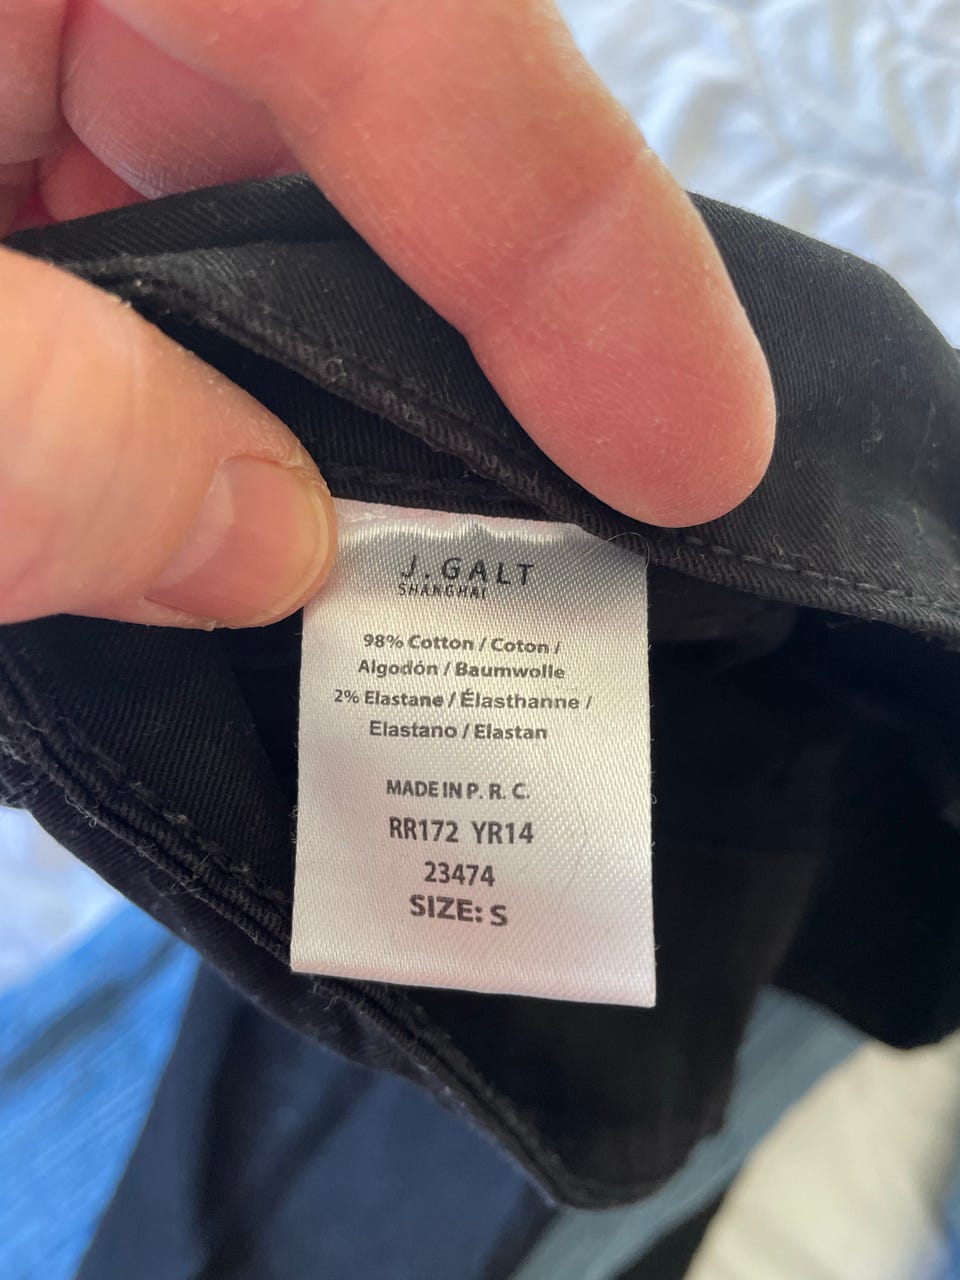 J.GALT
SHANGHAI
98% Cotton / Coton /
Algodón / Baumwolle
2% Elastane / Élasthanne /
Elastano / Elastan
MADE IN P. R. C.
RR172 YR14
23474
SIZE: S